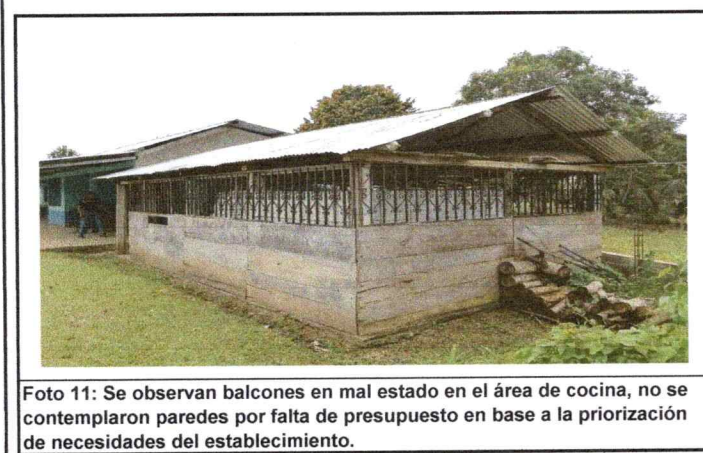 Foto 11: Se observan balcones en mal estado en el área de cocina, no se
contemplaron paredes por falta de presupuesto en base a la priorización
de necesidades del establecimiento.